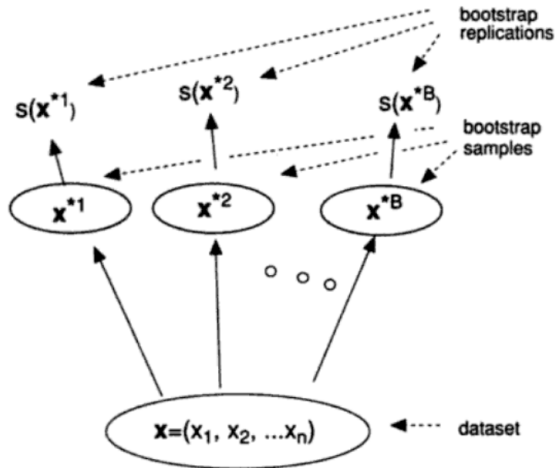 bootstrap
replications
s(x*1)
s(x*2)
s(x*B)
bootstrap
samples
x*1
x*2
x*B
x=(x1, x2, ...xn)
dataset